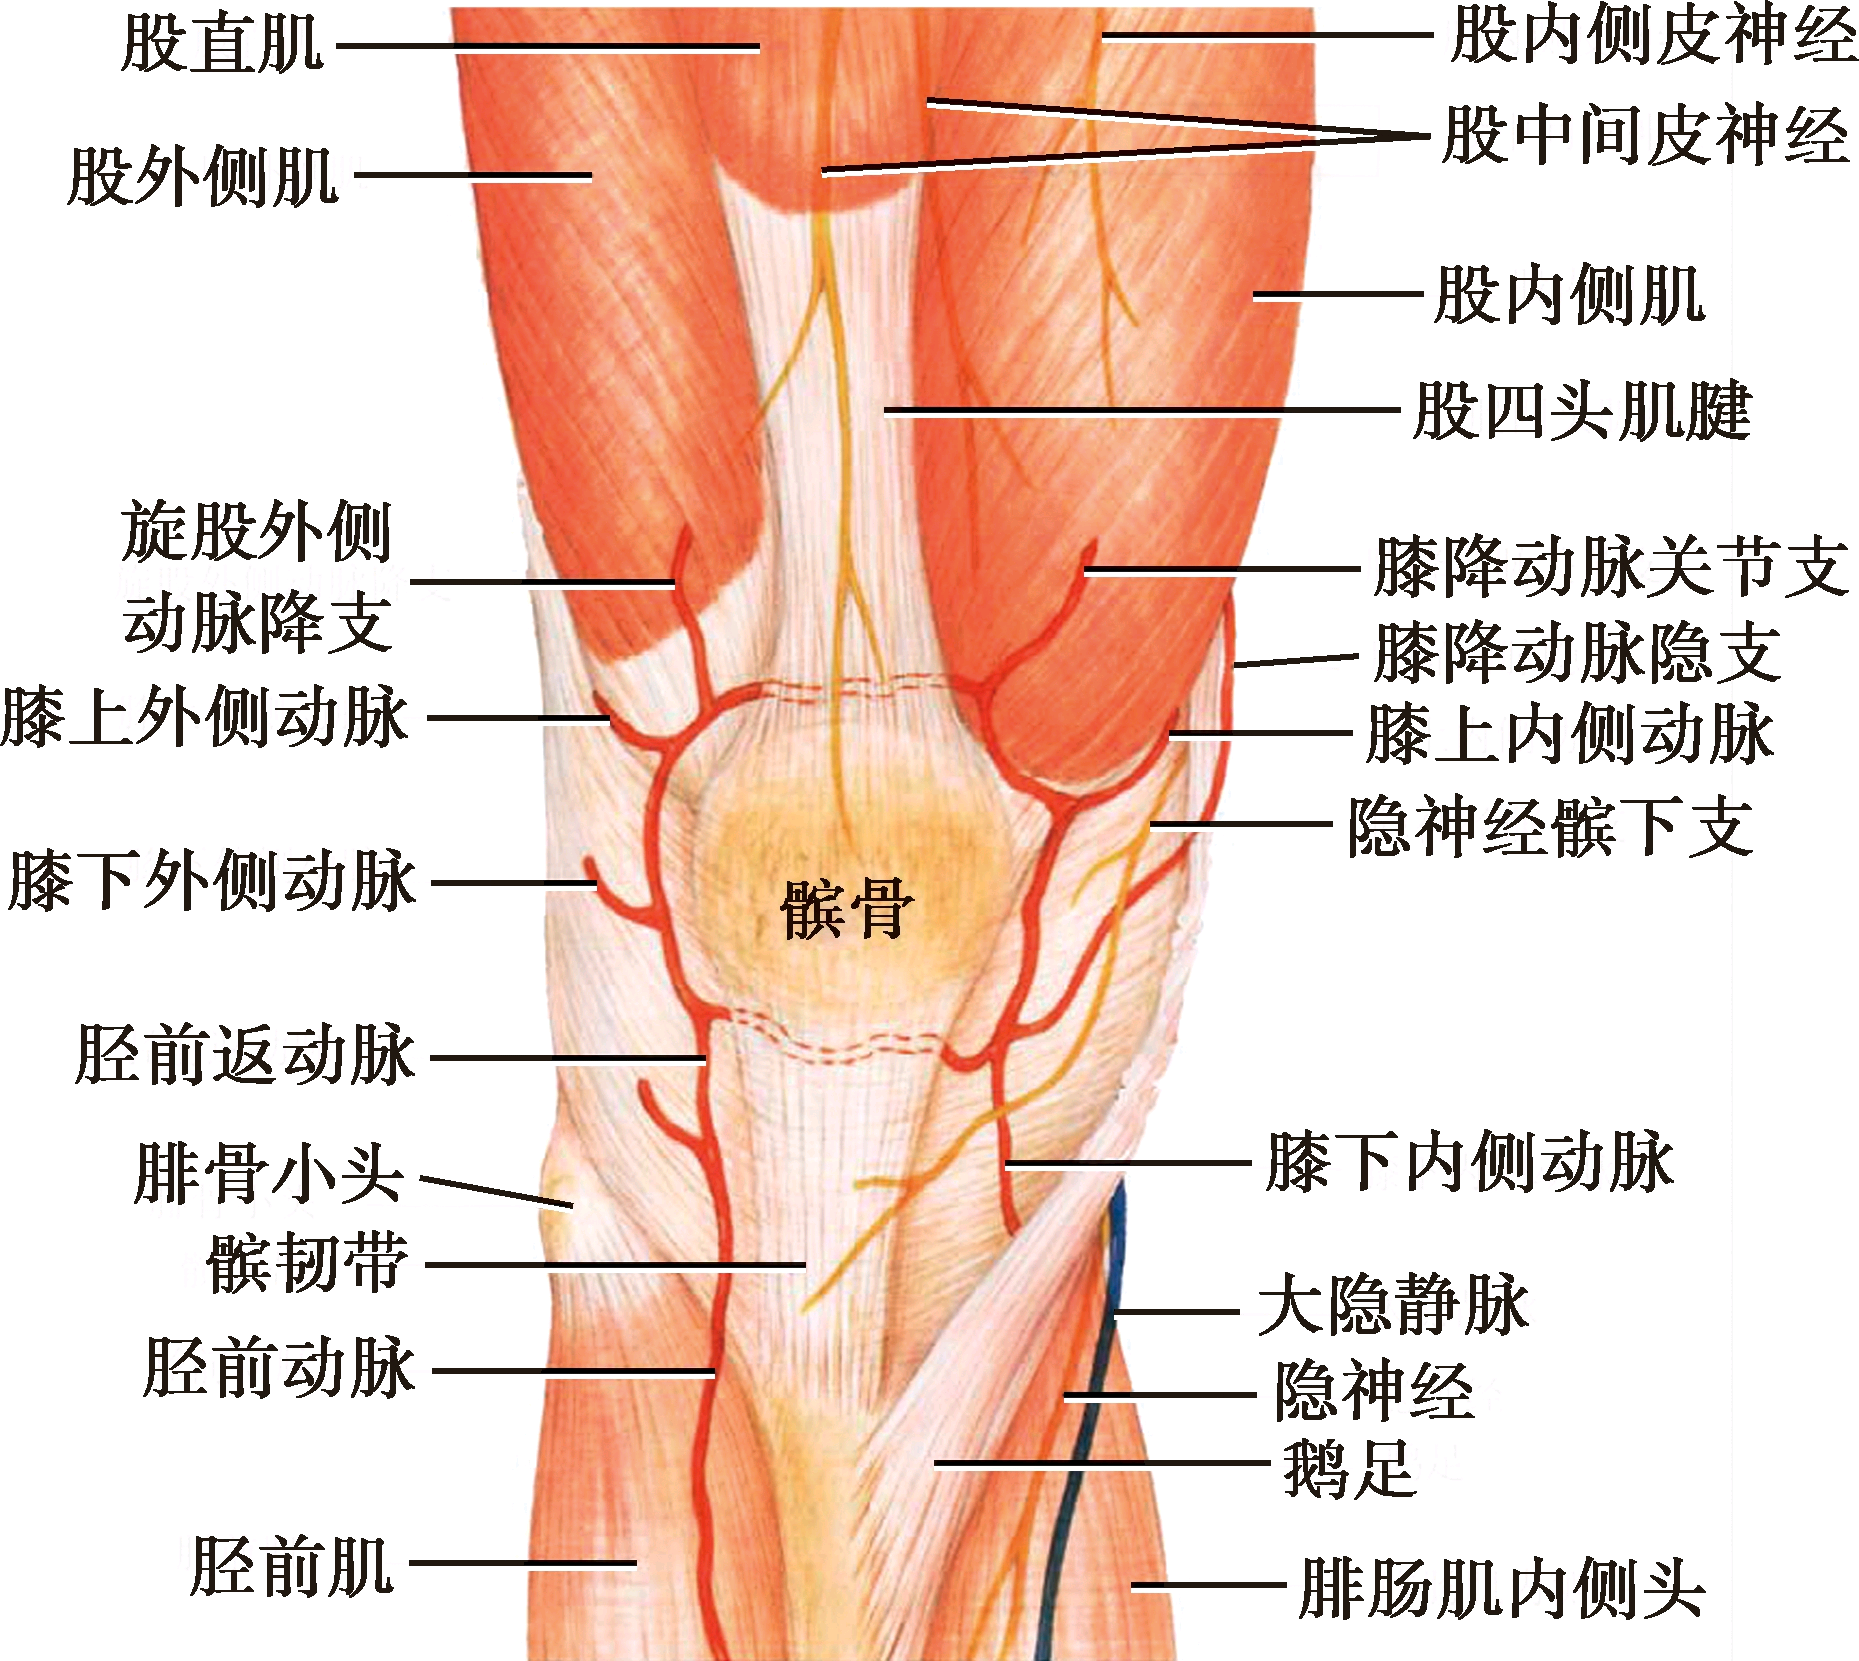 股直肌
股外侧肌
旋股外侧
动脉降支
膝上外侧动脉
膝下外侧动脉
胫前返动脉
腓骨小头
髌韧带
胫前动脉
胫前肌
髌骨
股内侧皮神经
股中间皮神经
股内侧肌
股四头肌腱
膝降动脉关节支
膝降动脉隐支
膝上内侧动脉
隐神经髌下支
膝下内侧动脉
大隐静脉
隐神经
鹅足
腓肠肌内侧头